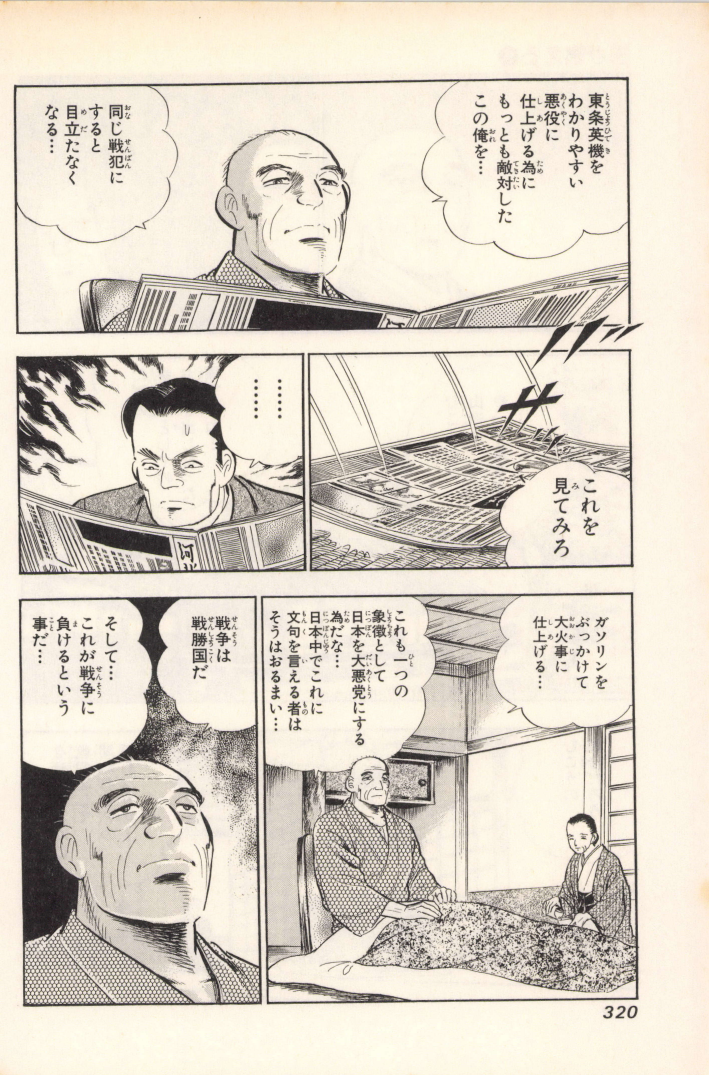 東条英機を
わかりやすい
悪役に
仕上げる為に
もっとも敵対した
この俺を…
同じ戦犯に
すると
目立たなく
なる…
バッ
これを
見てみろ
ザザザ
……
……
河
ガソリンを
ぶっかけて
大火事に
仕上げる…
これも一つの
象徴として
日本を大悪党にする
為だな…
日本中でこれに
文句を言える者は
そうはおるまい…
戦争は
戦勝国だ
そして…
これが戦争に
負けるという
事だ…
320